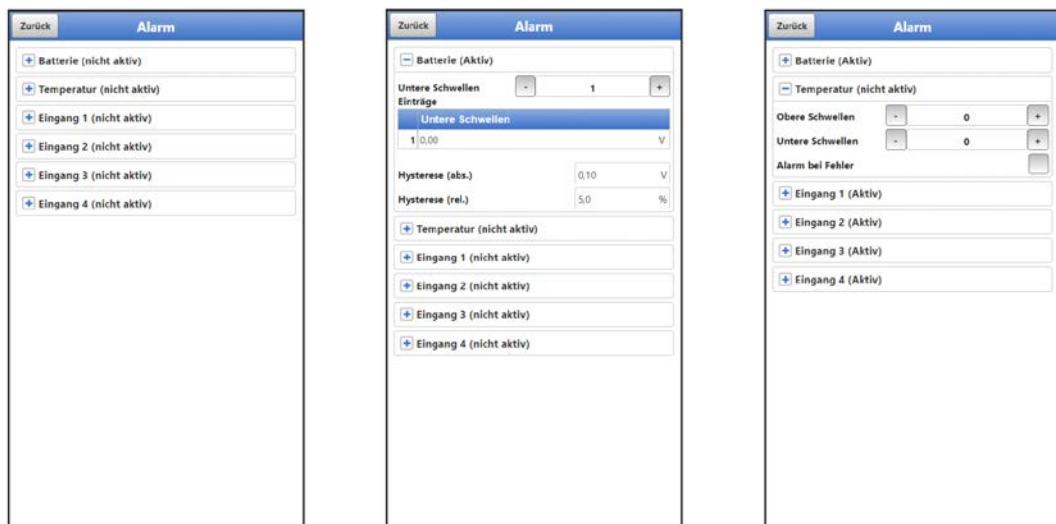 Zurück Alarm
+ Batterie (nicht aktiv)
+ Temperatur (nicht aktiv)
+ Eingang 1 (nicht aktiv)
+ Eingang 2 (nicht aktiv)
+ Eingang 3 (nicht aktiv)
+ Eingang 4 (nicht aktiv)
Zurück Alarm
− Batterie (Aktiv)
Untere Schwellen - 1 +
Einträge
Untere Schwellen
1 0,00 V
Hysterese (abs.) 0,10 V
Hysterese (rel.) 5,0 %
+ Temperatur (nicht aktiv)
+ Eingang 1 (nicht aktiv)
+ Eingang 2 (nicht aktiv)
+ Eingang 3 (nicht aktiv)
+ Eingang 4 (nicht aktiv)
Zurück Alarm
+ Batterie (Aktiv)
− Temperatur (nicht aktiv)
Obere Schwellen - 0 +
Untere Schwellen - 0 +
Alarm bei Fehler
+ Eingang 1 (Aktiv)
+ Eingang 2 (Aktiv)
+ Eingang 3 (Aktiv)
+ Eingang 4 (Aktiv)